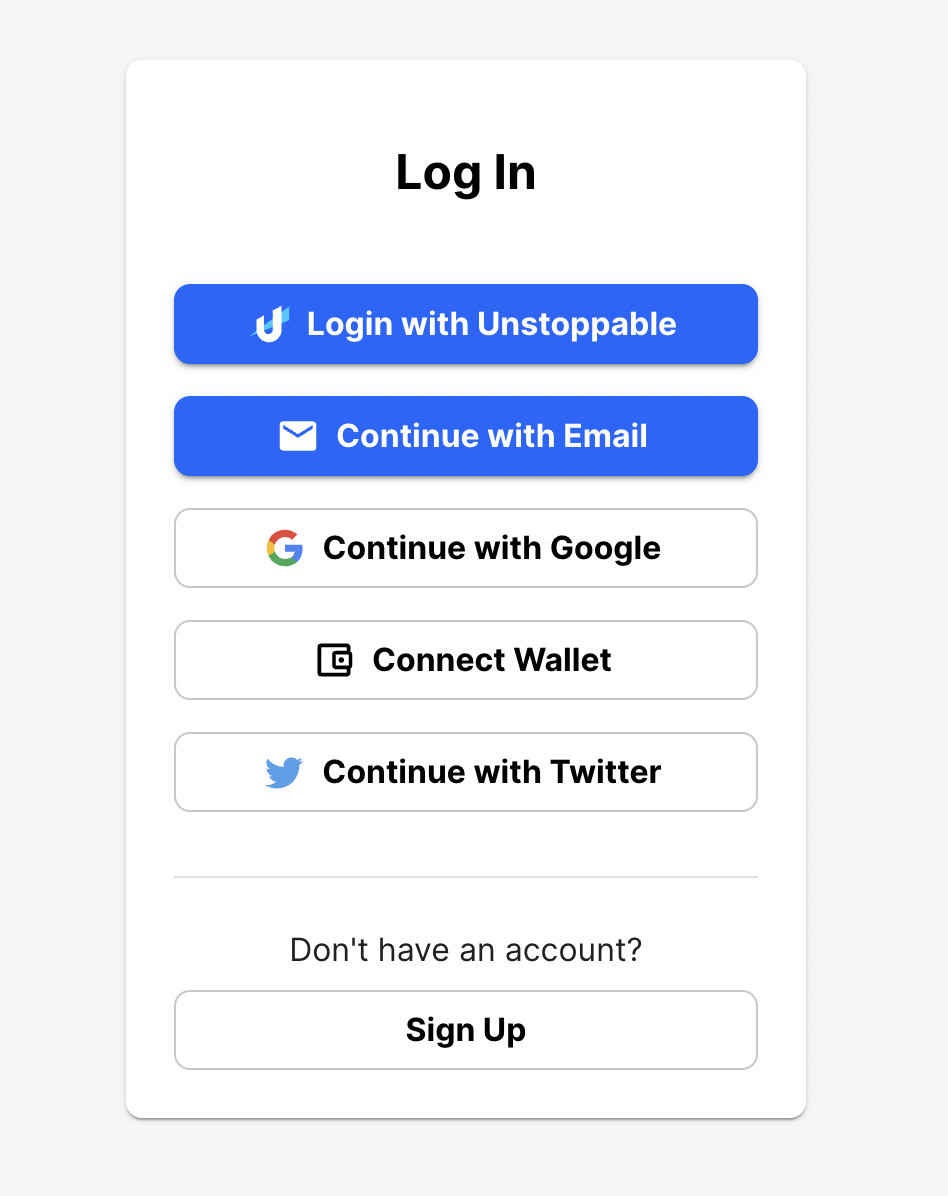 Log In
Login with Unstoppable
Continue with Email
Continue with Google
Connect Wallet
Continue with Twitter
Don't have an account?
Sign Up